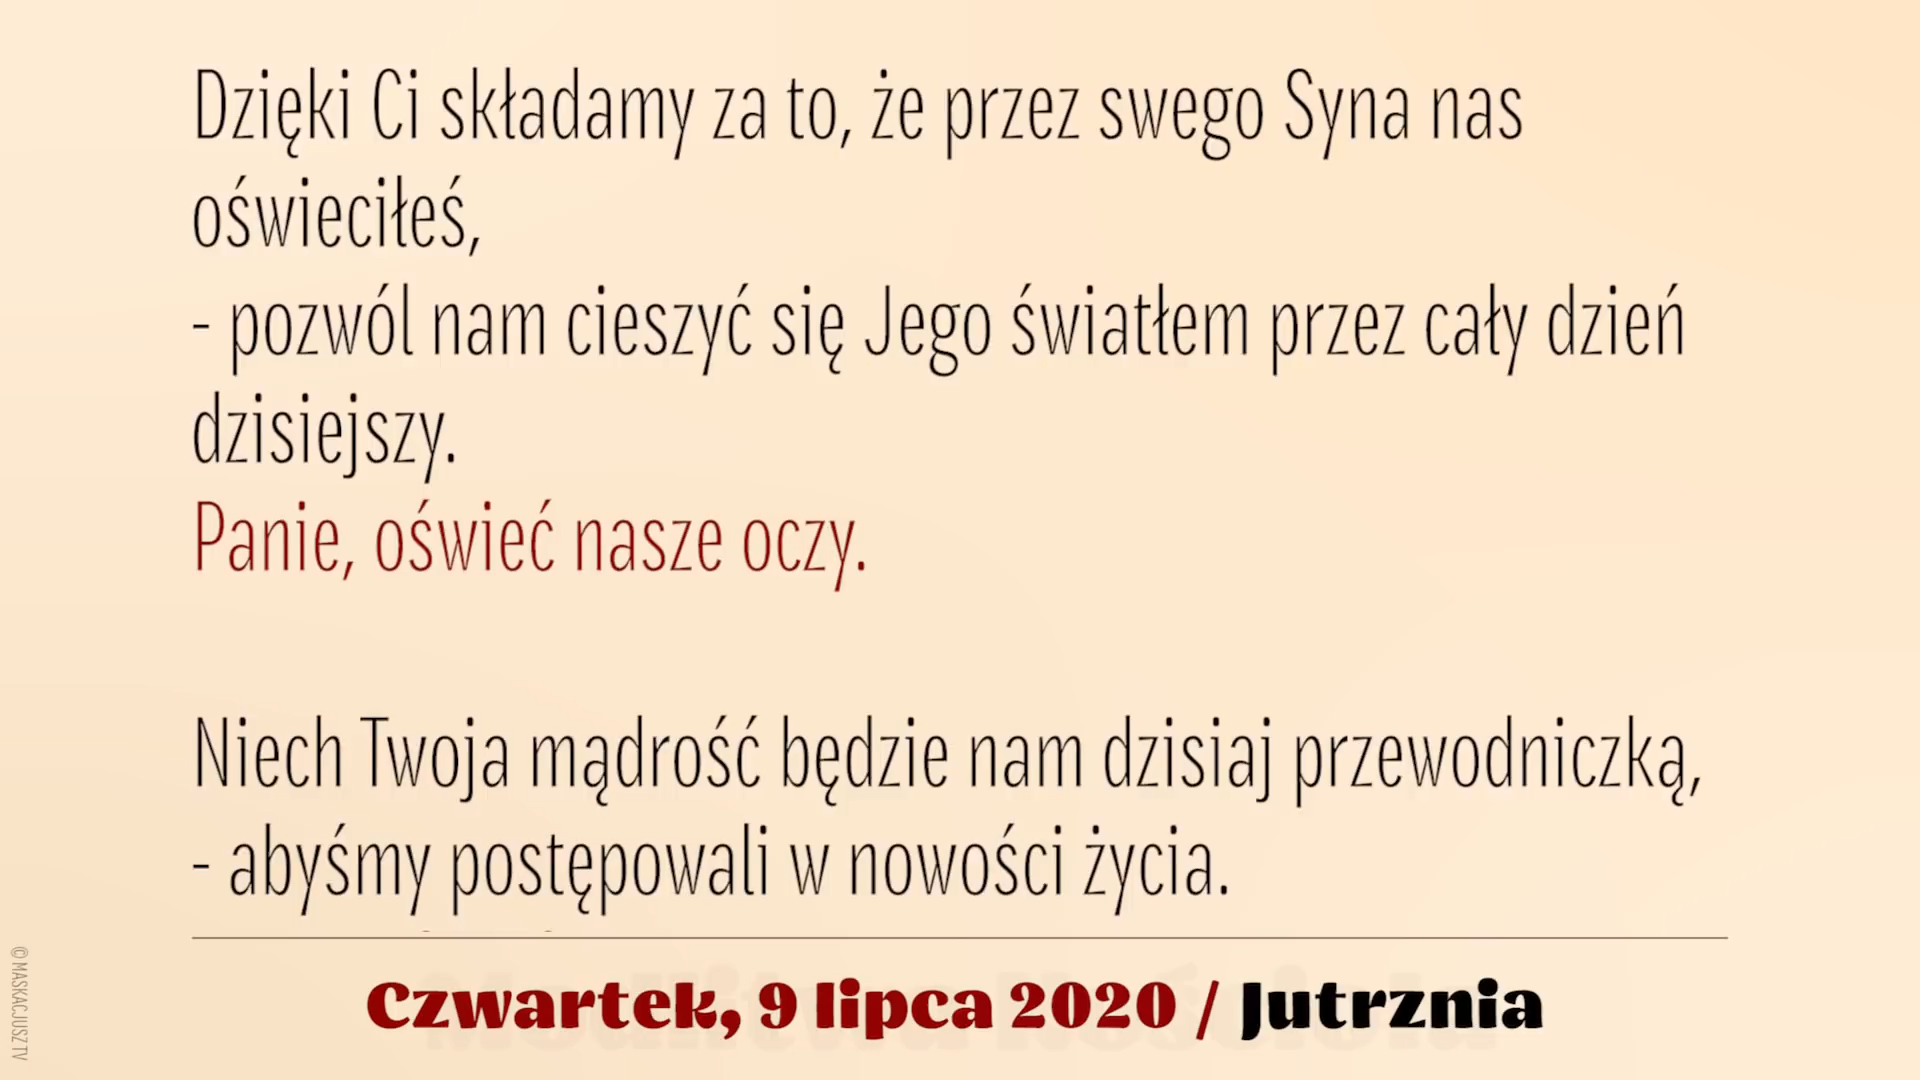 Dzięki Ci składamy za to, że przez swego Syna nas
oświeciłeś,
- pozwól nam cieszyć się Jego światłem przez cały dzień
dzisiejszy.
Panie, oświeć nasze oczy.
Niech Twoja mądrość będzie nam dzisiaj przewodniczką,
- abyśmy postępowali w nowości życia.
Czwartek, 9 lipca 2020 / Jutrznia
© MASKACJUSZ TV